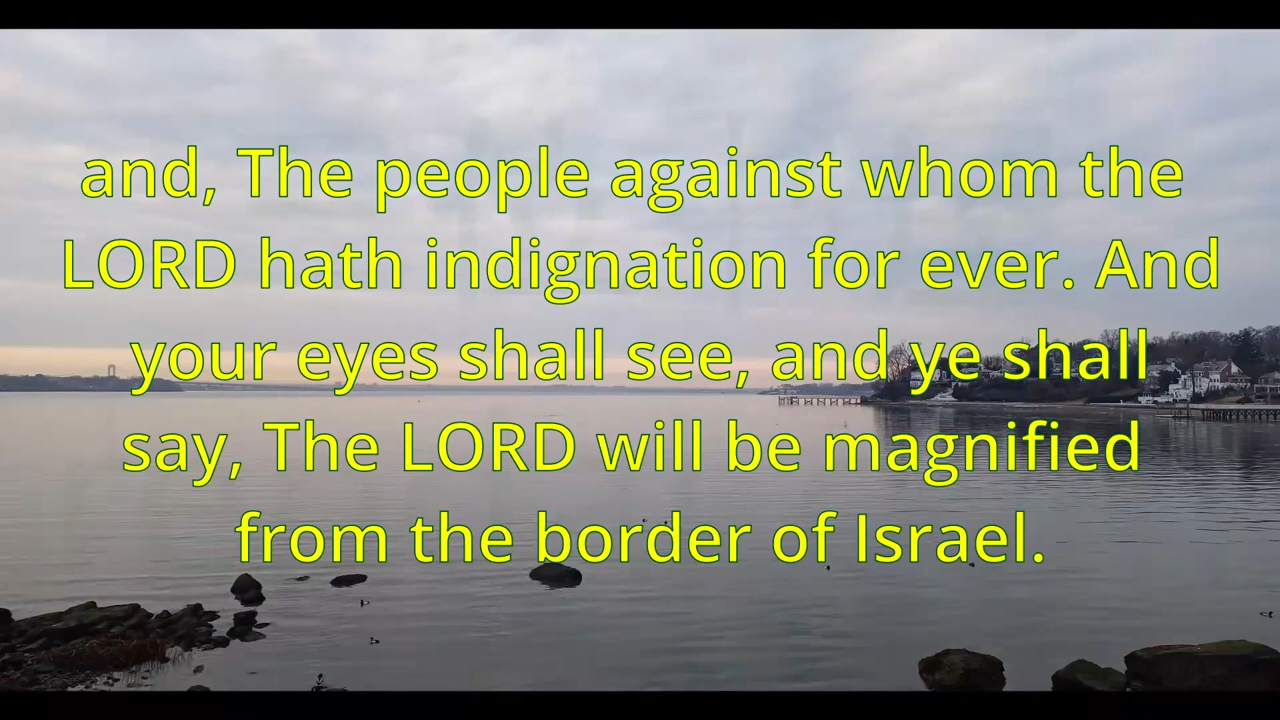 and, The people against whom the
LORD hath indignation for ever. And
your eyes shall see, and ye shall
say, The LORD will be magnified
from the border of Israel.